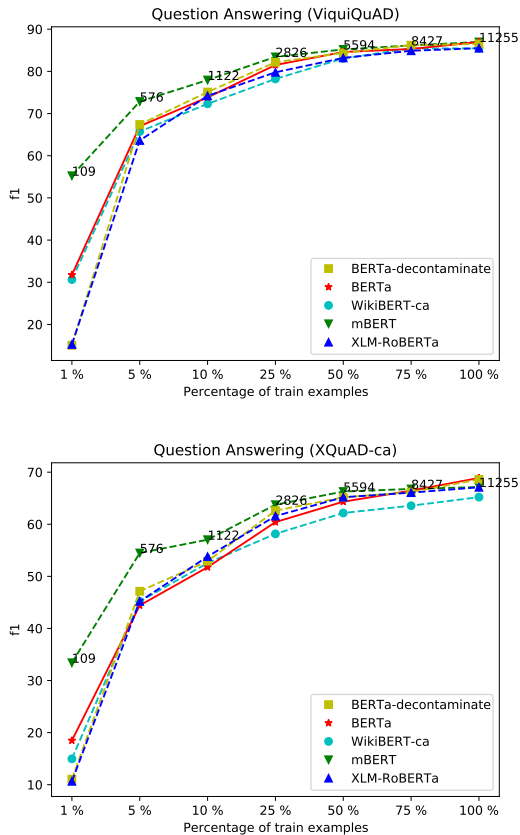 Question Answering (ViquiQuAD)
90
80
70
60
50
40
30
20
f1
109
576
1122
2826
5594
8427
11255
BERTa-decontaminate
BERTa
WikiBERT-ca
mBERT
XLM-RoBERTa
1 % 5 % 10 % 25 % 50 % 75 % 100 %
Percentage of train examples
Question Answering (XQuAD-ca)
70
60
50
40
30
20
10
f1
109
576
1122
2826
5594
8427
11255
BERTa-decontaminate
BERTa
WikiBERT-ca
mBERT
XLM-RoBERTa
1 % 5 % 10 % 25 % 50 % 75 % 100 %
Percentage of train examples